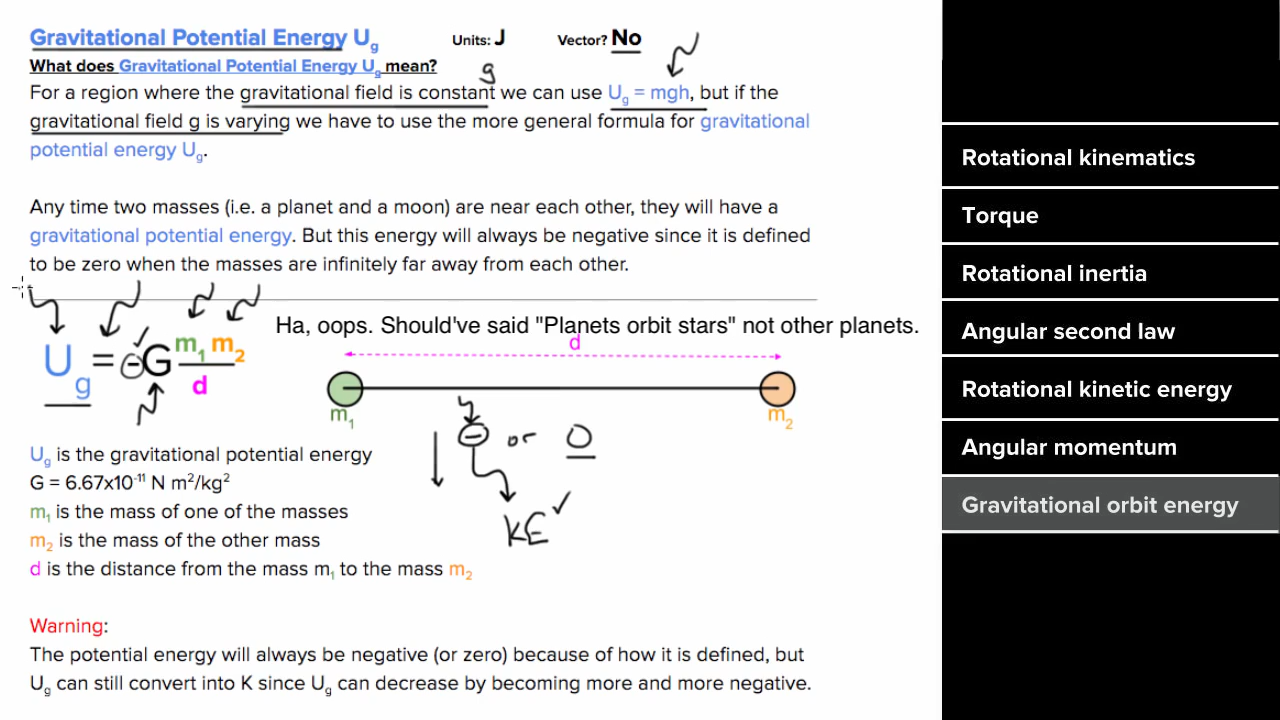 Gravitational Potential Energy Ug Units: J Vector? No
What does Gravitational Potential Energy Ug mean?
g
For a region where the gravitational field is constant we can use Ug = mgh, but if the
gravitational field g is varying we have to use the more general formula for gravitational
potential energy Ug.
Any time two masses (i.e. a planet and a moon) are near each other, they will have a
gravitational potential energy. But this energy will always be negative since it is defined
to be zero when the masses are infinitely far away from each other.
Ha, oops. Should've said "Planets orbit stars" not other planets.
Ug = -G m1 m2 / d
d
m1 m2
- or 0
KE
Ug is the gravitational potential energy
G = 6.67x10⁻¹¹ N m²/kg²
m1 is the mass of one of the masses
m2 is the mass of the other mass
d is the distance from the mass m1 to the mass m2
Warning:
The potential energy will always be negative (or zero) because of how it is defined, but
Ug can still convert into K since Ug can decrease by becoming more and more negative.
Rotational kinematics
Torque
Rotational inertia
Angular second law
Rotational kinetic energy
Angular momentum
Gravitational orbit energy